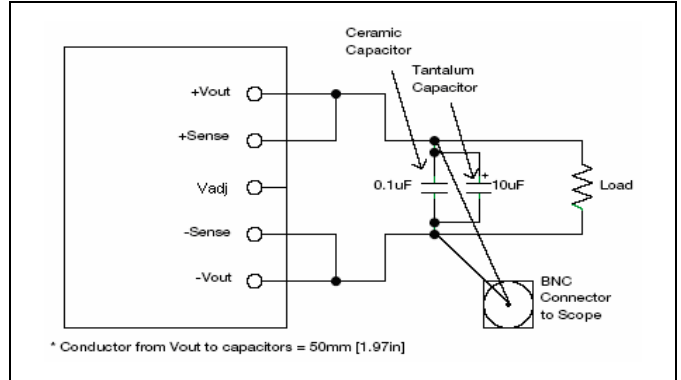 Ceramic
Capacitor
Tantalum
Capacitor
+Vout
+Sense
Vadj
-Sense
-Vout
0.1uF
+
10uF
Load
BNC
Connector
to Scope
* Conductor from Vout to capacitors = 50mm [1.97in]